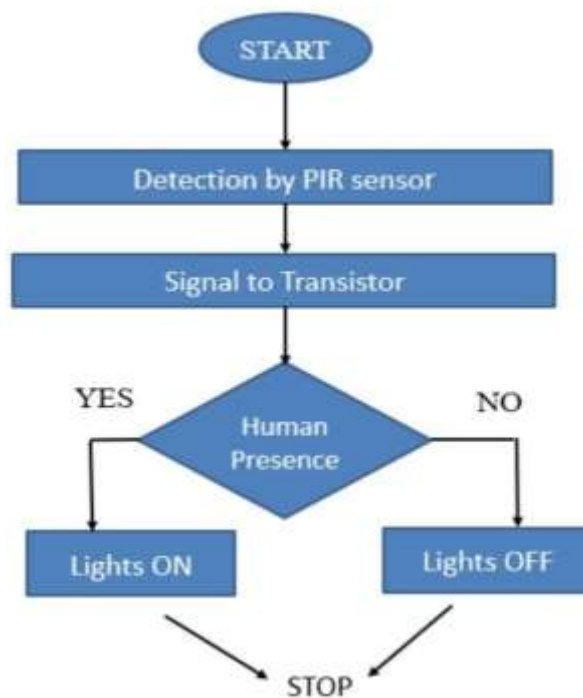 START
Detection by PIR sensor
Signal to Transistor
YES
NO
Human
Presence
Lights ON
Lights OFF
STOP